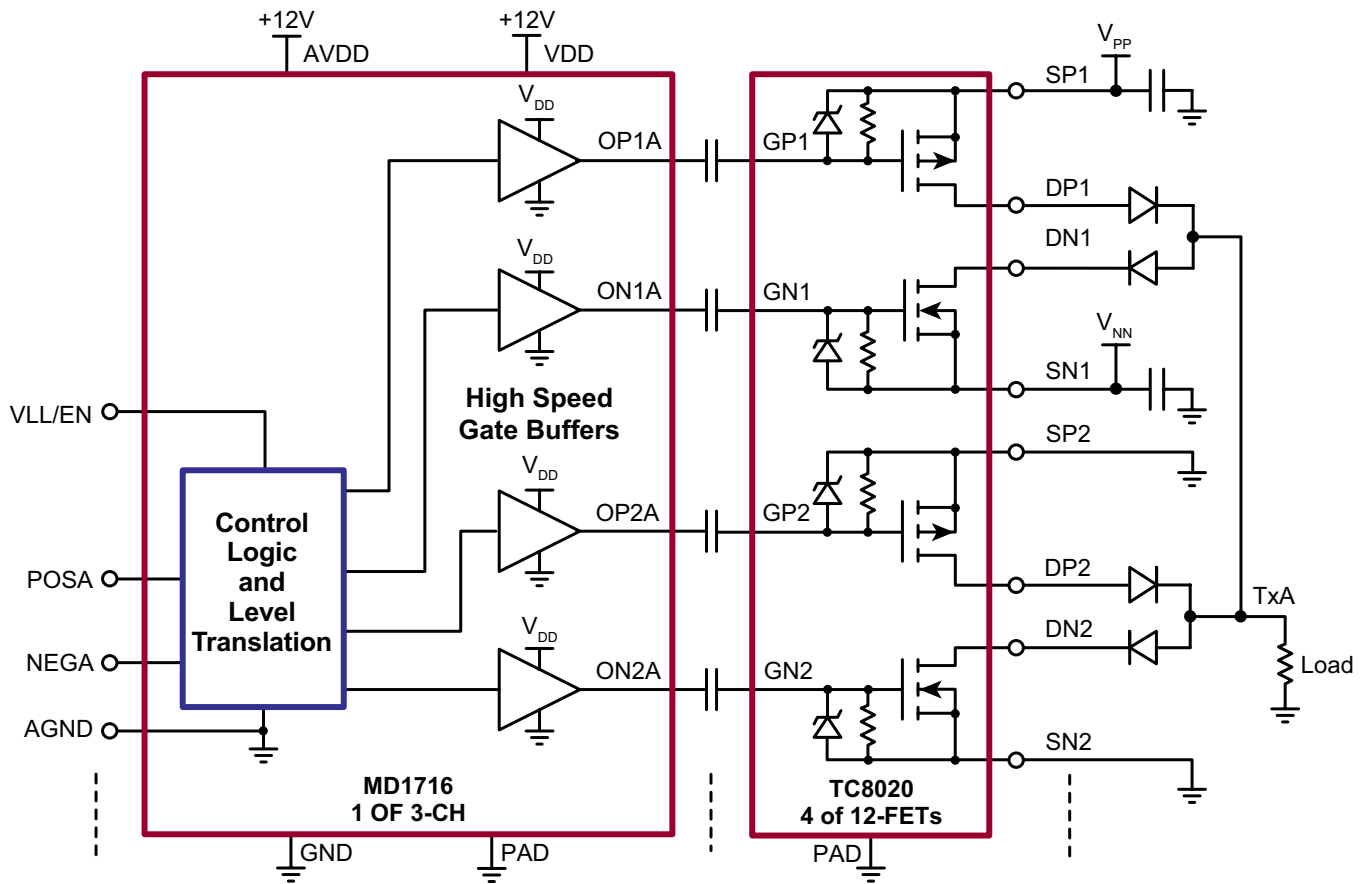 +12V
AVDD
+12V
VDD
VPP
SP1
VDD
OP1A
GP1
DP1
DN1
VDD
ON1A
GN1
VNN
SN1
High Speed
Gate Buffers
VLL/EN
SP2
VDD
OP2A
GP2
Control
Logic
and
Level
Translation
POSA
DP2
TxA
NEGA
VDD
ON2A
GN2
DN2
Load
AGND
SN2
MD1716
1 OF 3-CH
TC8020
4 of 12-FETs
GND
PAD
PAD